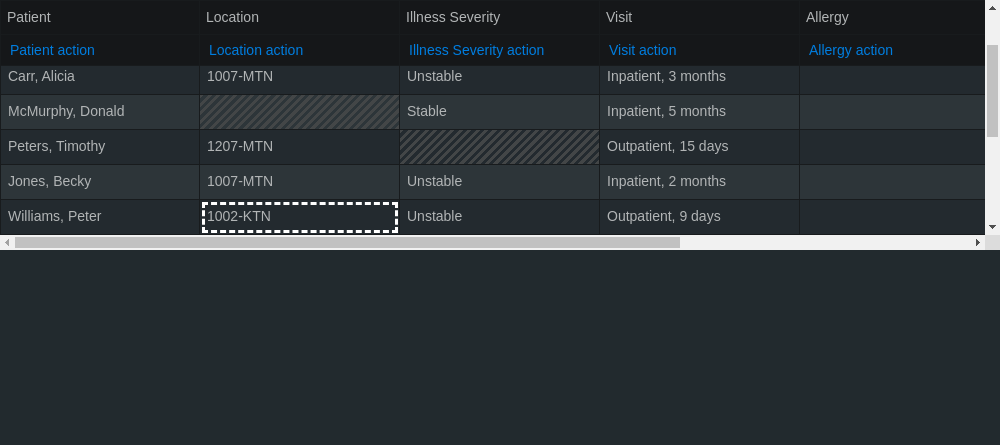 Patient Location Illness Severity Visit Allergy
Patient action Location action Illness Severity action Visit action Allergy action
Carr, Alicia 1007-MTN Unstable Inpatient, 3 months
McMurphy, Donald Stable Inpatient, 5 months
Peters, Timothy 1207-MTN Outpatient, 15 days
Jones, Becky 1007-MTN Unstable Inpatient, 2 months
Williams, Peter 1002-KTN Unstable Outpatient, 9 days